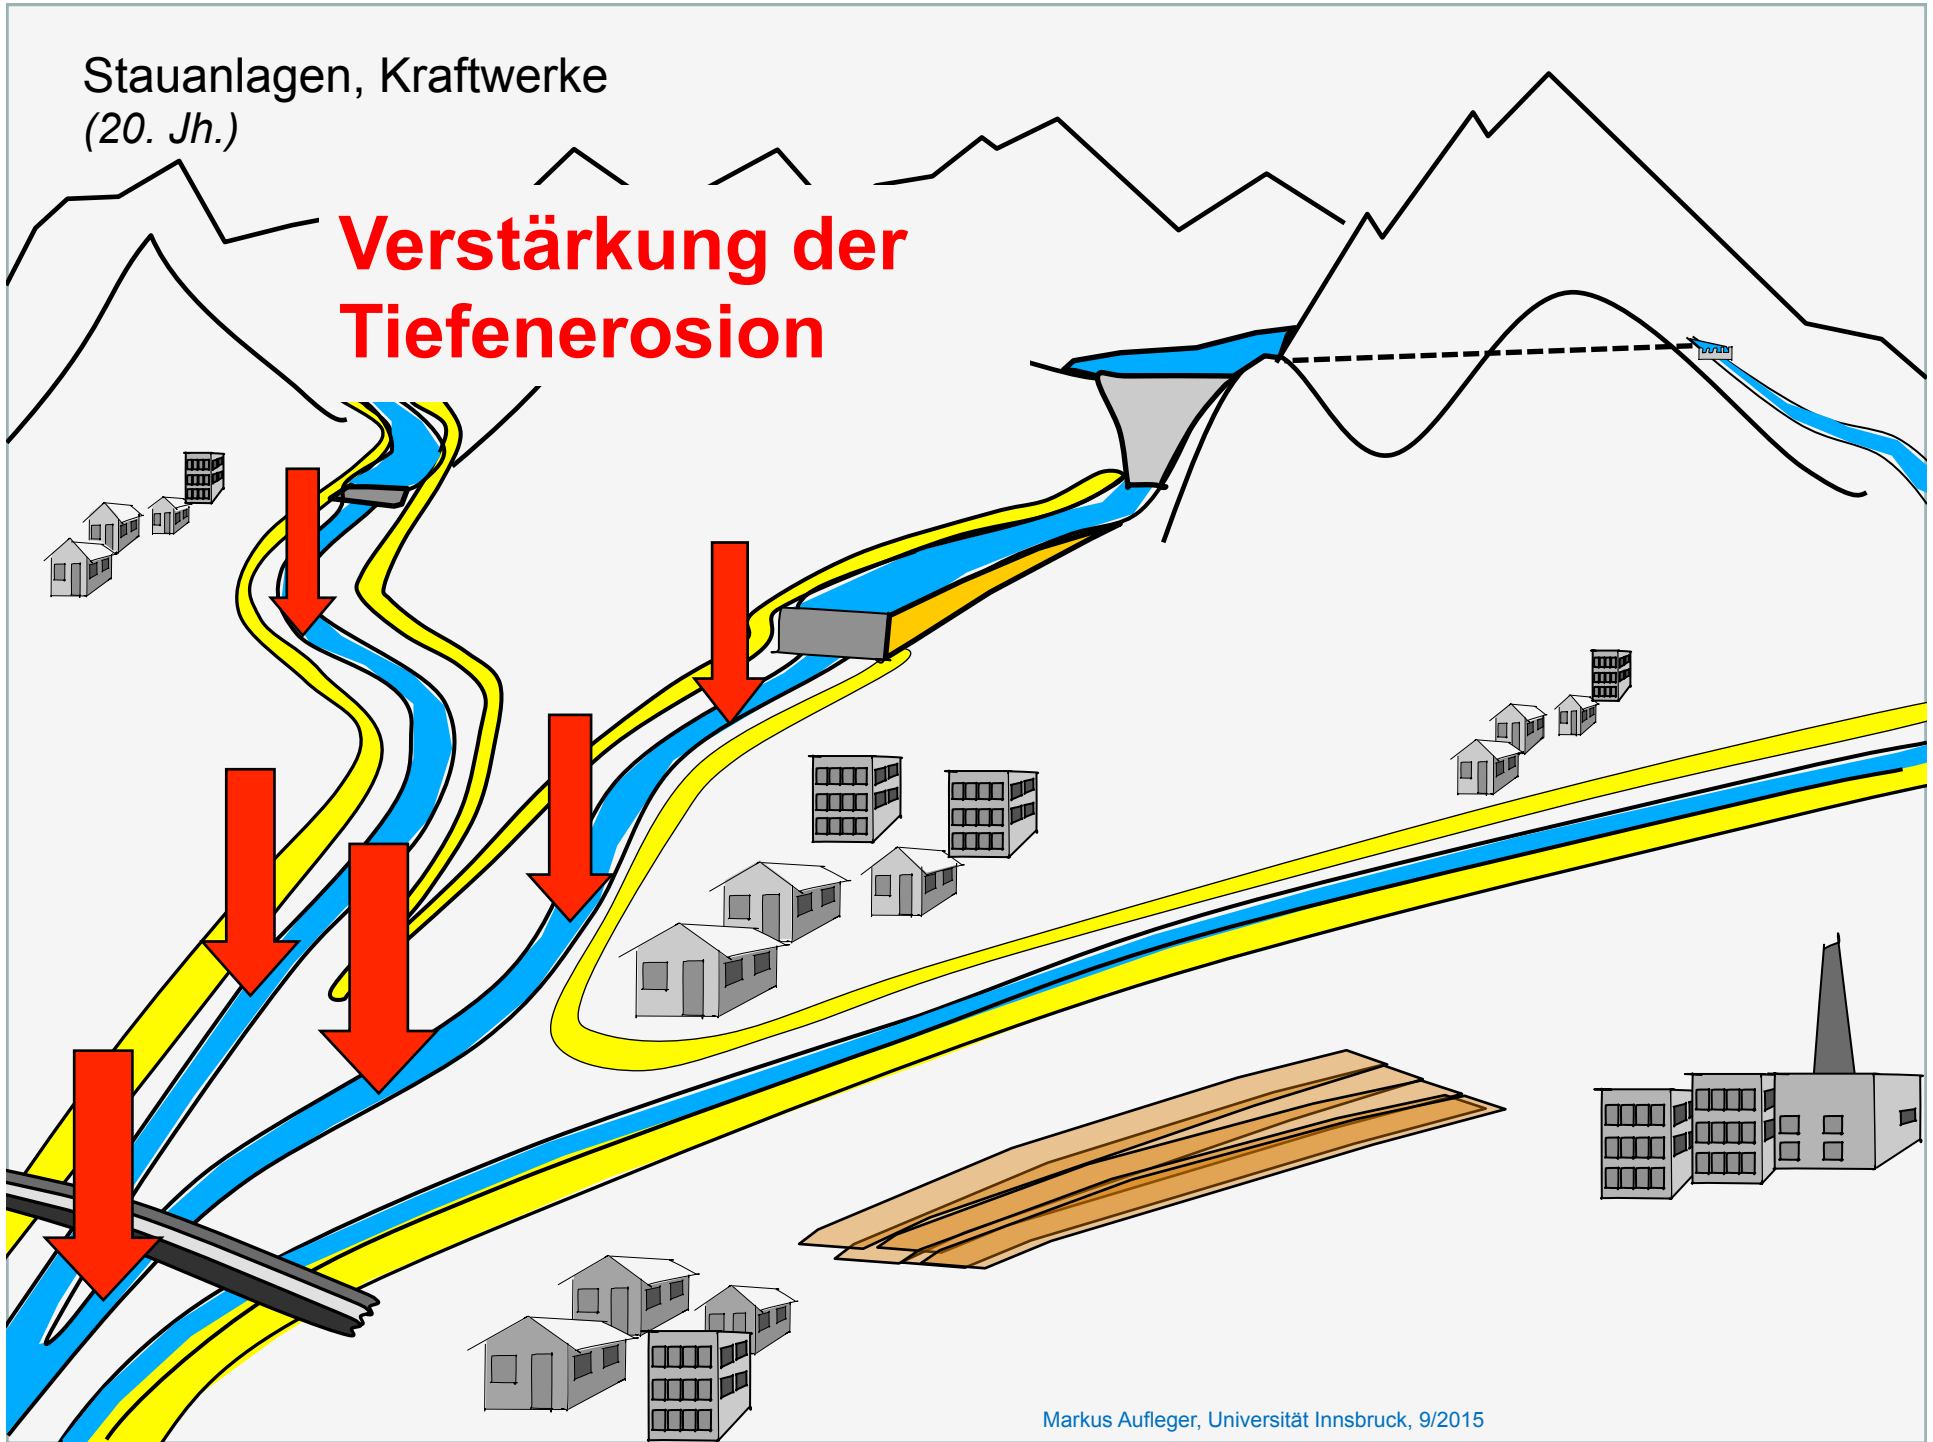 Stauanlagen, Kraftwerke
(20. Jh.)
Verstärkung der
Tiefenerosion
Markus Aufleger, Universität Innsbruck, 9/2015